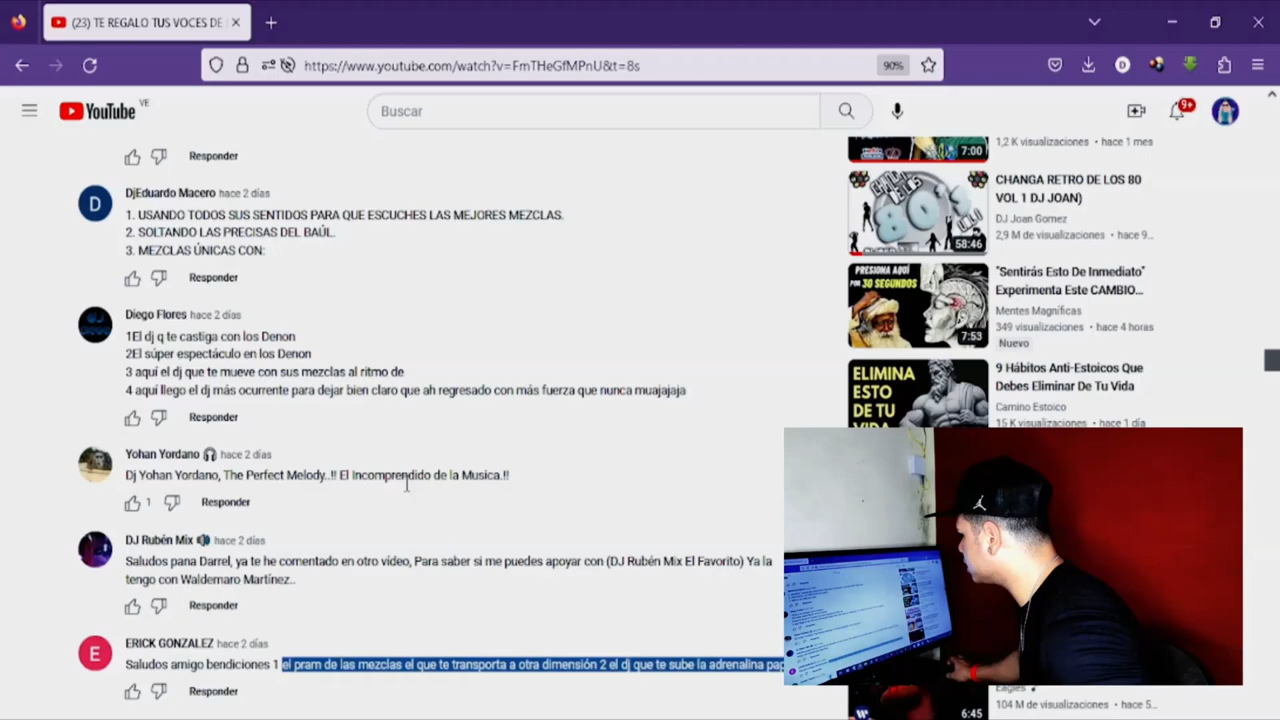 (23) TE REGALO TUS VOCES DE
https://www.youtube.com/watch?v=FmTHeGfMPnU&t=8s
90%
D
YouTube VE
Buscar
9+
Responder
D
DjEduardo Macero hace 2 días
1. USANDO TODOS SUS SENTIDOS PARA QUE ESCUCHES LAS MEJORES MEZCLAS.
2. SOLTANDO LAS PRECISAS DEL BAÚL.
3. MEZCLAS ÚNICAS CON:
Responder
Diego Flores hace 2 días
1El dj q te castiga con los Denon
2El súper espectáculo en los Denon
3 aquí el dj que te mueve con sus mezclas al ritmo de
4 aquí llego el dj más ocurrente para dejar bien claro que ah regresado con más fuerza que nunca muajajaja
Responder
Yohan Yordano hace 2 días
Dj Yohan Yordano, The Perfect Melody..!! El Incomprendido de la Musica.!!
1 Responder
DJ Rubén Mix hace 2 días
Saludos pana Darrel, ya te he comentado en otro vídeo, Para saber si me puedes apoyar con (DJ Rubén Mix El Favorito) Ya la
tengo con Waldemaro Martínez..
Responder
E
ERICK GONZALEZ hace 2 días
Saludos amigo bendiciones 1 el pram de las mezclas el que te transporta a otra dimensión 2 el dj que te sube la adrenalina pap
Responder
7:00
1,2 K visualizaciones • hace 1 mes
CHANGA DE LOS
80'S
VOL.1
58:46
CHANGA RETRO DE LOS 80
VOL 1 DJ JOAN)
DJ Joan Gomez
2,9 M de visualizaciones • hace 9...
PRESIONA AQUÍ
POR 30 SEGUNDOS
7:53
"Sentirás Esto De Inmediato"
Experimenta Este CAMBIO...
Mentes Magníficas
349 visualizaciones • hace 4 horas
Nuevo
ELIMINA
ESTO
DE TU
VIDA
9 Hábitos Anti-Estoicos Que
Debes Eliminar De Tu Vida
Camino Estoico
15 K visualizaciones • hace 1 día
Eagles
104 M de visualizaciones • hace 5...
6:45